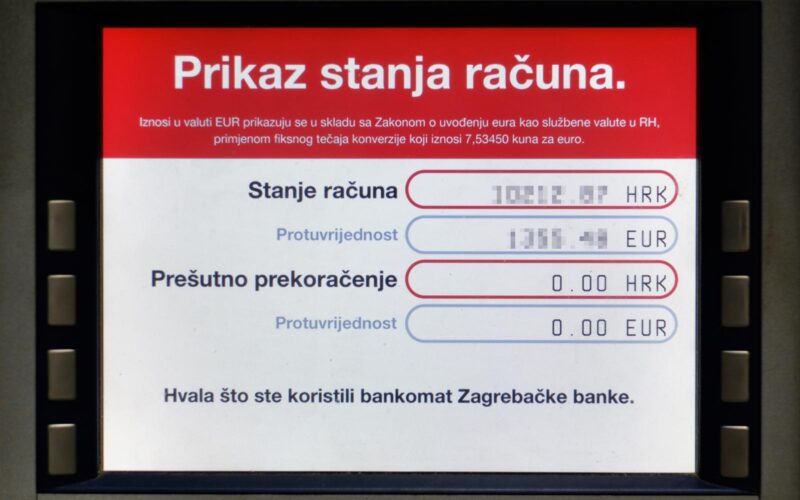 Prikaz stanja računa.
Iznosi u valuti EUR prikazuju se u skladu sa Zakonom o uvođenju eura kao službene valute u RH,
primjenom fiksnog tečaja konverzije koji iznosi 7,53450 kuna za euro.
Stanje računa HRK
Protuvrijednost EUR
Prešutno prekoračenje 0.00 HRK
Protuvrijednost 0.00 EUR
Hvala što ste koristili bankomat Zagrebačke banke.